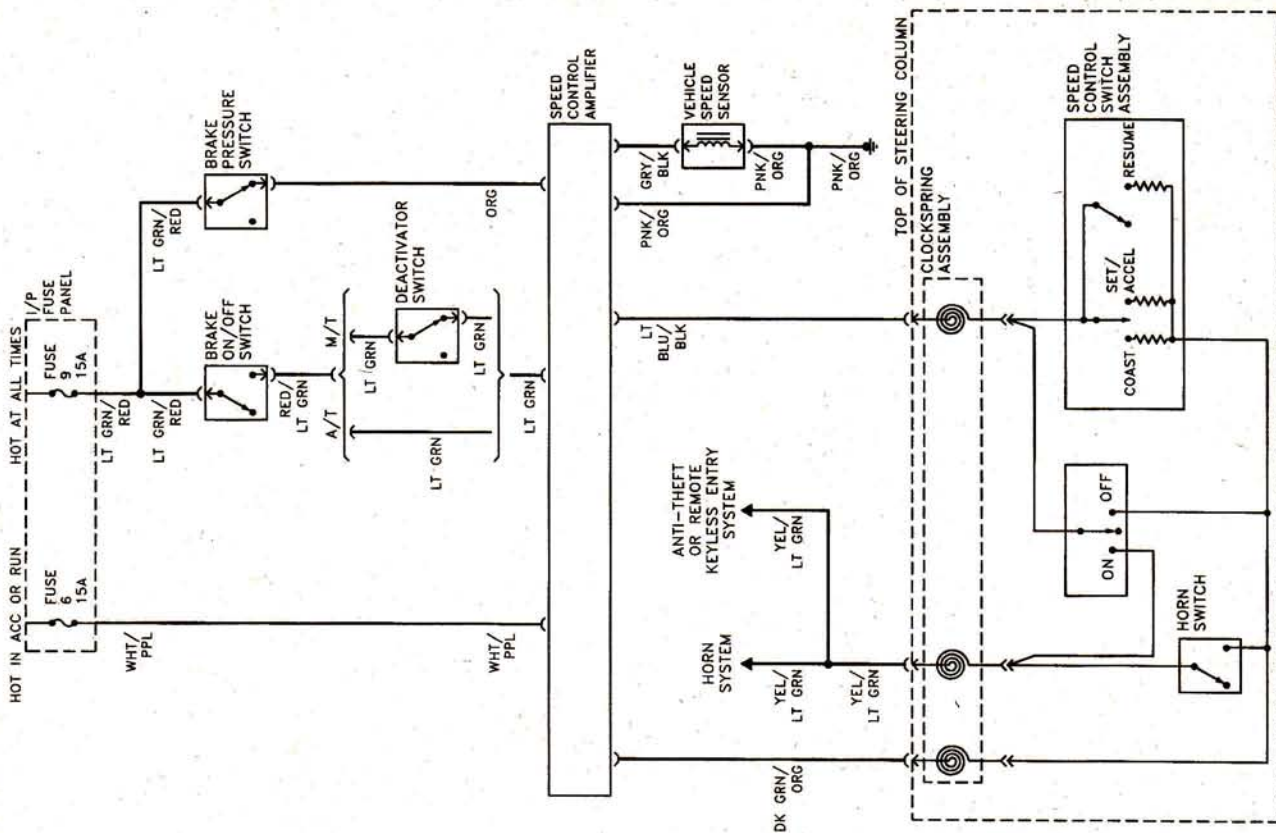 HOT IN ACC OR RUN
HOT AT ALL TIMES
I/P
FUSE
PANEL
FUSE
6
15A
FUSE
9
15A
WHT/
PPL
LT GRN/
RED
LT GRN/
RED
LT GRN/
RED
BRAKE
ON/OFF
SWITCH
BRAKE
PRESSURE
SWITCH
RED/
LT GRN
A/T
M/T
LT GRN
LT GRN
DEACTIVATOR
SWITCH
LT GRN
LT GRN
WHT/
PPL
ORG
SPEED
CONTROL
AMPLIFIER
GRY/
BLK
VEHICLE
SPEED
SENSOR
PNK/
ORG
PNK/
ORG
PNK/
ORG
LT
BLU/
BLK
ANTI-THEFT
OR REMOTE
KEYLESS ENTRY
SYSTEM
HORN
SYSTEM
YEL/
LT GRN
YEL/
LT GRN
YEL/
LT GRN
DK GRN/
ORG
TOP OF STEERING COLUMN
CLOCKSPRING
ASSEMBLY
SPEED
CONTROL
SWITCH
ASSEMBLY
COAST
SET/
ACCEL
RESUME
ON
OFF
HORN
SWITCH